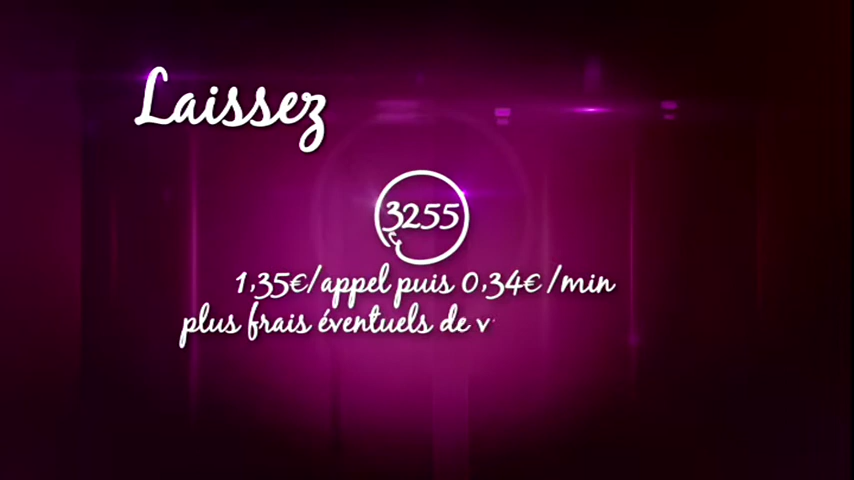 Laissez
3255
1,35€/appel puis 0,34€/min
plus frais éventuels de v